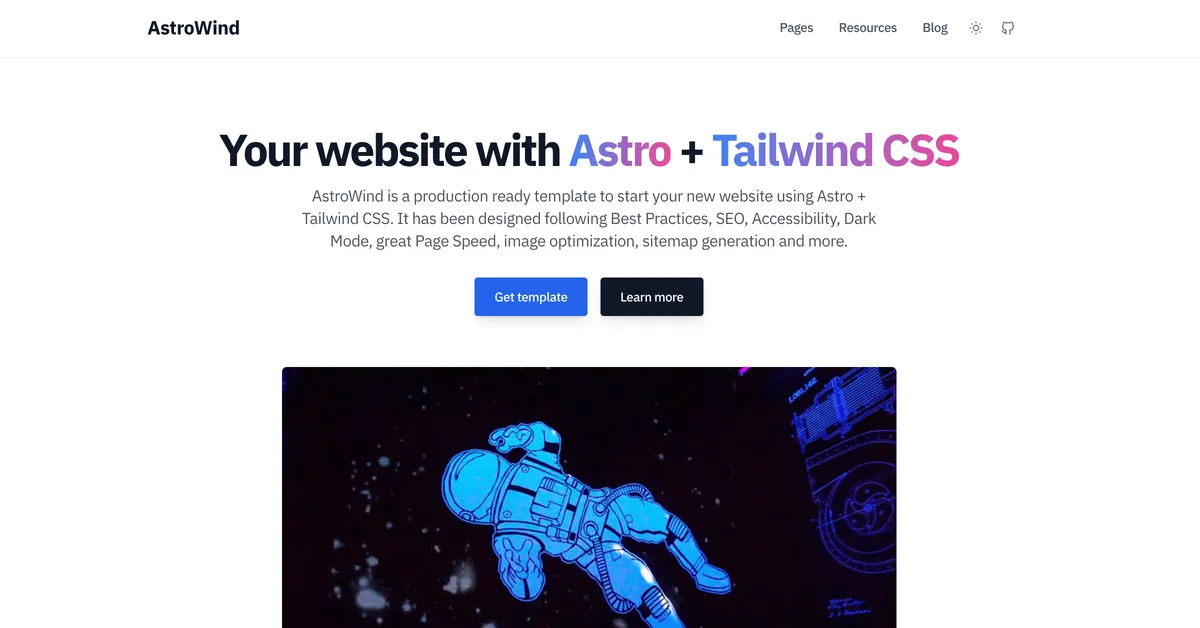 AstroWind
Pages
Resources
Blog
Your website with Astro + Tailwind CSS
AstroWind is a production ready template to start your new website using Astro +
Tailwind CSS. It has been designed following Best Practices, SEO, Accessibility, Dark
Mode, great Page Speed, image optimization, sitemap generation and more.
Get template
Learn more